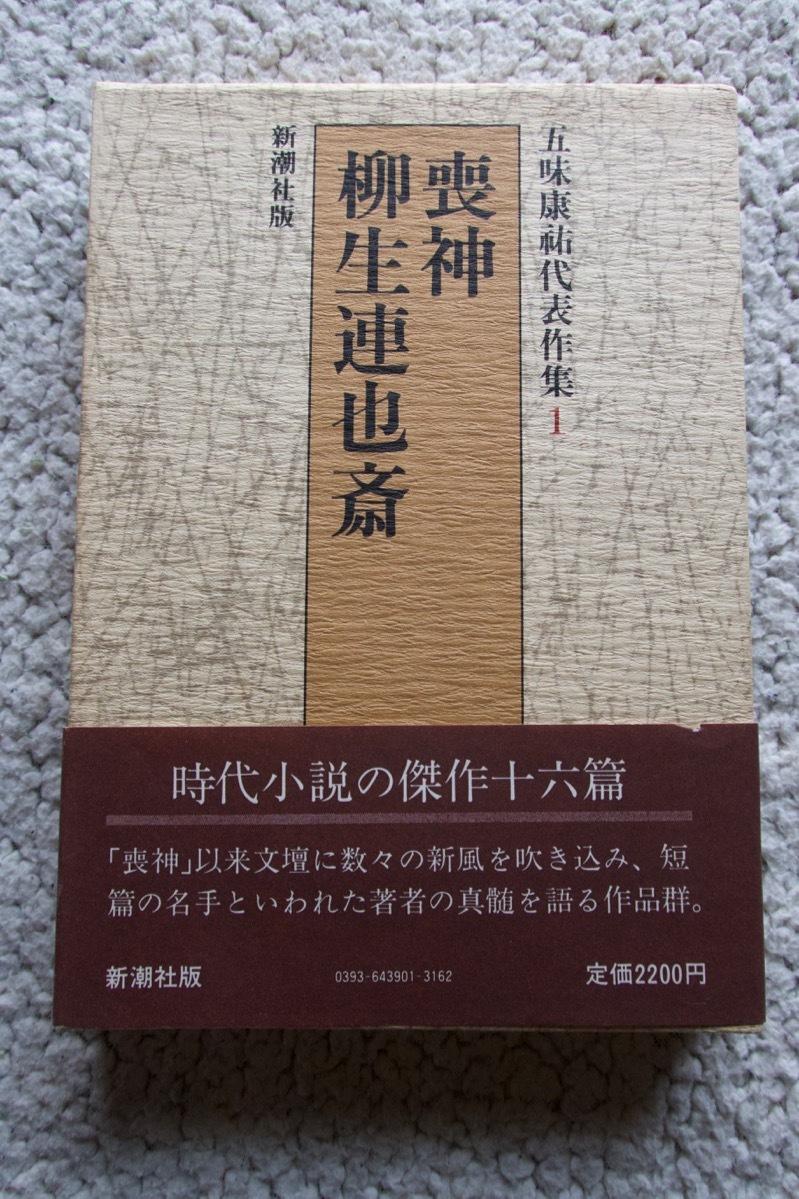 五味康祐代表作集1
喪神
柳生連也斎
新潮社版
時代小説の傑作十六篇
「喪神」以来文壇に数々の新風を吹き込み、短
篇の名手といわれた著者の真髄を語る作品群。
新潮社版
0393-643901-3162
定価2200円